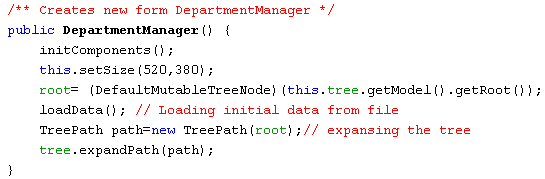 /** Creates new form DepartmentManager */
public DepartmentManager() {
initComponents();
this.setSize(520,380);
root= (DefaultMutableTreeNode)(this.tree.getModel().getRoot());
loadData(); // Loading initial data from file
TreePath path=new TreePath(root);// expansing the tree
tree.expandPath(path);
}